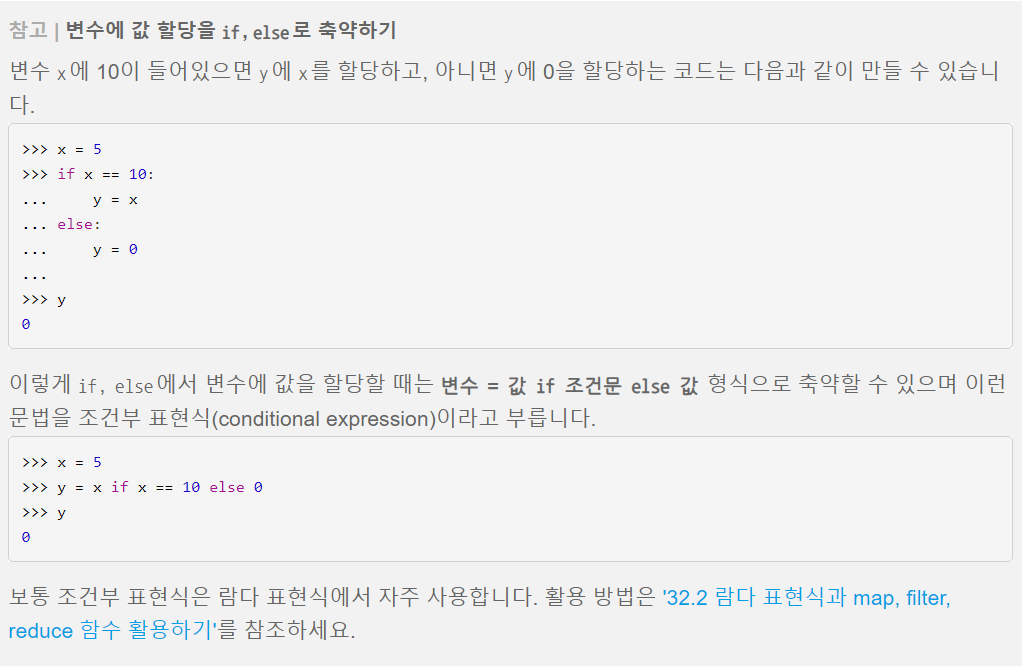 참고 | 변수에 값 할당을 if, else로 축약하기
변수 x에 10이 들어있으면 y에 x를 할당하고, 아니면 y에 0을 할당하는 코드는 다음과 같이 만들 수 있습니
다.
>>> x = 5
>>> if x == 10:
...     y = x
... else:
...     y = 0
...
>>> y
0
이렇게 if, else에서 변수에 값을 할당할 때는 변수 = 값 if 조건문 else 값 형식으로 축약할 수 있으며 이런
문법을 조건부 표현식(conditional expression)이라고 부릅니다.
>>> x = 5
>>> y = x if x == 10 else 0
>>> y
0
보통 조건부 표현식은 람다 표현식에서 자주 사용합니다. 활용 방법은 '32.2 람다 표현식과 map, filter,
reduce 함수 활용하기'를 참조하세요.